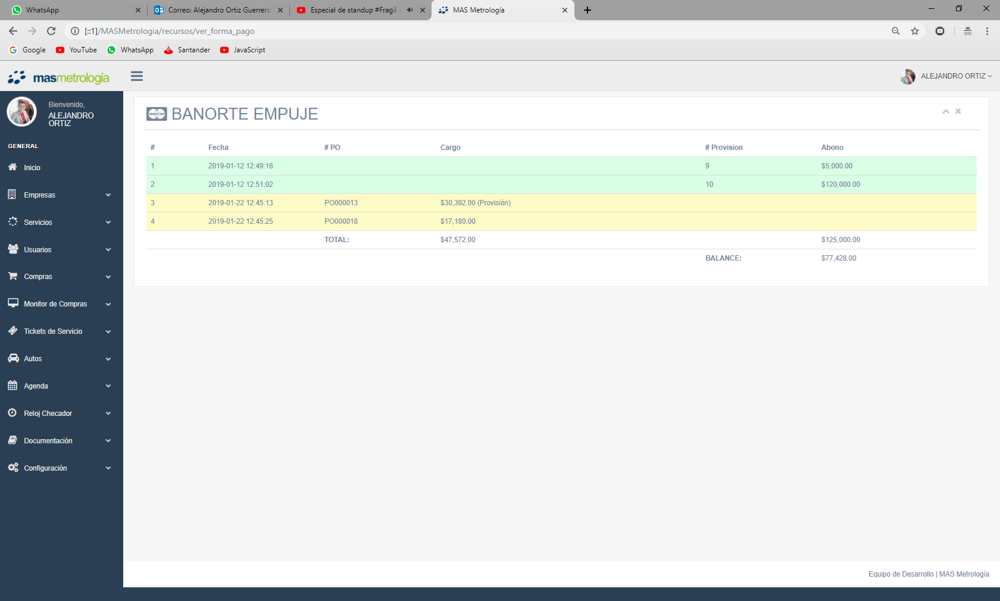 WhatsApp
Correo: Alejandro Ortiz Guerrero
Especial de standup #Fragil -
MAS Metrología
[::1]/MASMetrologia/recursos/ver_forma_pago
Google YouTube WhatsApp Santander JavaScript
masmetrología
ALEJANDRO ORTIZ
Bienvenido,
ALEJANDRO
ORTIZ
GENERAL
Inicio
Empresas
Servicios
Usuarios
Compras
Monitor de Compras
Tickets de Servicio
Autos
Agenda
Reloj Checador
Documentación
Configuración
MasterCard BANORTE EMPUJE
# Fecha # PO Cargo # Provision Abono
1 2019-01-12 12:49:16 9 $5,000.00
2 2019-01-12 12:51:02 10 $120,000.00
3 2019-01-22 12:45:13 PO000013 $30,392.00 (Provisión)
4 2019-01-22 12:45:25 PO000018 $17,180.00
TOTAL: $47,572.00 $125,000.00
BALANCE: $77,428.00
Equipo de Desarrollo | MAS Metrología